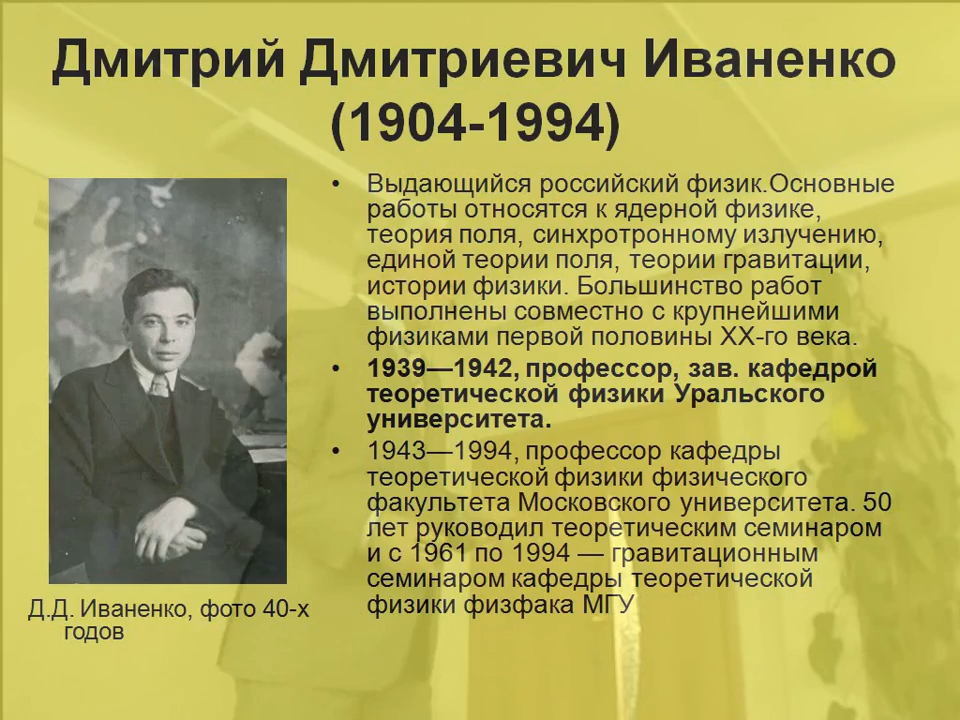 Дмитрий Дмитриевич Иваненко
(1904-1994)
• Выдающийся российский физик.Основные
работы относятся к ядерной физике,
теория поля, синхротронному излучению,
единой теории поля, теории гравитации,
истории физики. Большинство работ
выполнены совместно с крупнейшими
физиками первой половины XX-го века.
• 1939—1942, профессор, зав. кафедрой
теоретической физики Уральского
университета.
• 1943—1994, профессор кафедры
теоретической физики физического
факультета Московского университета. 50
лет руководил теоретическим семинаром
и с 1961 по 1994 — гравитационным
семинаром кафедры теоретической
физики физфака МГУ
Д.Д. Иваненко, фото 40-х
годов